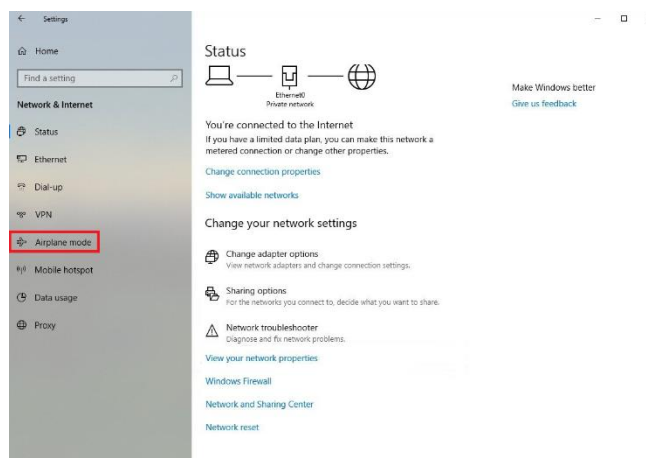 Settings
Home
Find a setting
Network & Internet
Status
Ethernet
Dial-up
VPN
Airplane mode
Mobile hotspot
Data usage
Proxy
Status
Ethernet0
Private network
You're connected to the Internet
If you have a limited data plan, you can make this network a
metered connection or change other properties.
Change connection properties
Show available networks
Change your network settings
Change adapter options
View network adapters and change connection settings.
Sharing options
For the networks you connect to, decide what you want to share.
Network troubleshooter
Diagnose and fix network problems.
View your network properties
Windows Firewall
Network and Sharing Center
Network reset
Make Windows better
Give us feedback